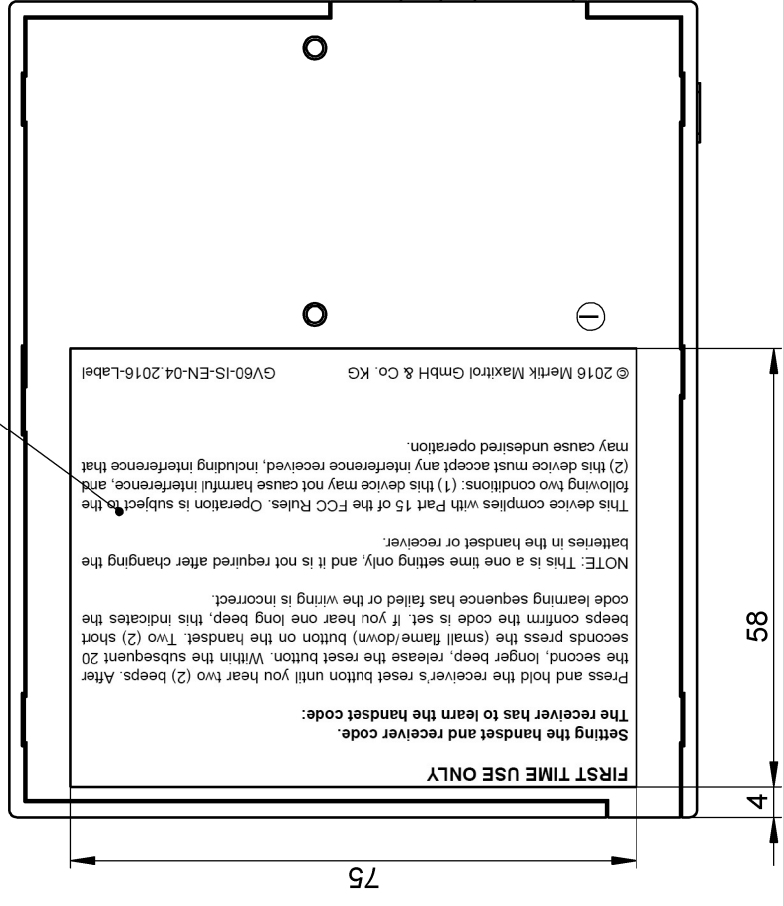 FIRST TIME USE ONLY
Setting the handset and receiver code.
The receiver has to learn the handset code:
Press and hold the receiver's reset button until you hear two (2) beeps. After
the second, longer beep, release the reset button. Within the subsequent 20
seconds press the (small flame/down) button on the handset. Two (2) short
beeps confirm the code is set. If you hear one long beep, this indicates the
code learning sequence has failed or the wiring is incorrect.
NOTE: This is a one time setting only, and it is not required after changing the
batteries in the handset or receiver.
This device complies with Part 15 of the FCC Rules. Operation is subject to the
following two conditions: (1) this device may not cause harmful interference, and
(2) this device must accept any interference received, including interference that
may cause undesired operation.
© 2016 Mertik Maxitrol GmbH & Co. KG GV60-IS-EN-04.2016-Label
58
4
75